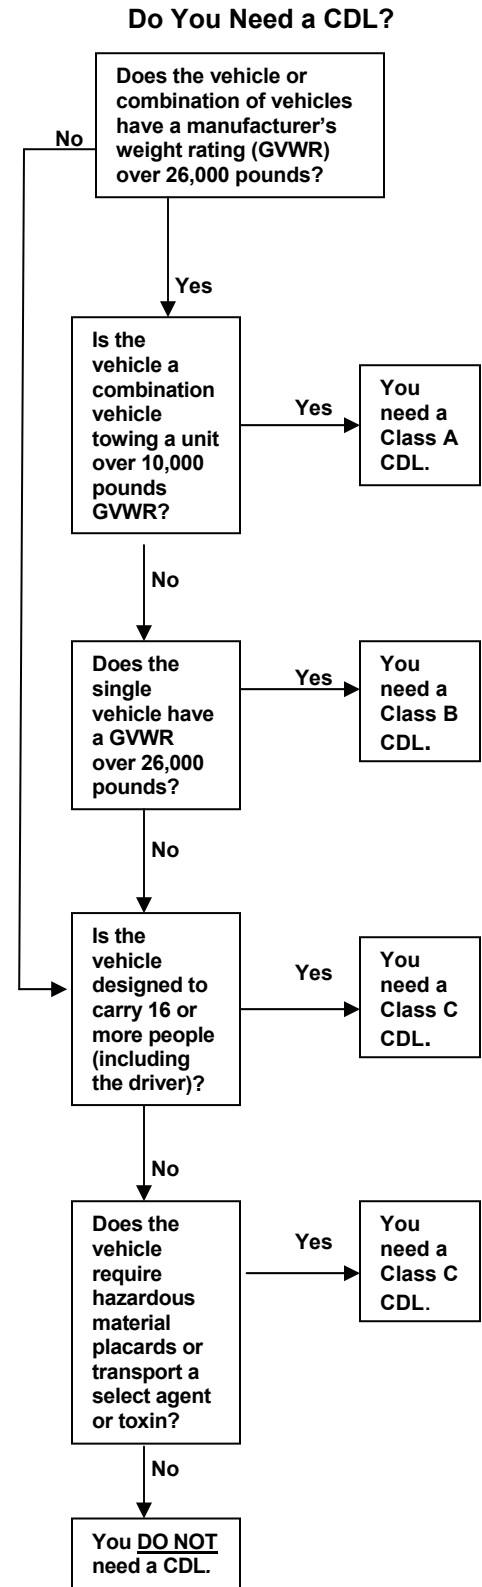 Do You Need a CDL?
Does the vehicle or
combination of vehicles
have a manufacturer’s
weight rating (GVWR)
over 26,000 pounds?
No
Yes
Is the
vehicle a
combination
vehicle
towing a unit
over 10,000
pounds
GVWR?
Yes
You
need a
Class A
CDL.
No
Does the
single
vehicle have
a GVWR
over 26,000
pounds?
Yes
You
need a
Class B
CDL.
No
Is the
vehicle
designed to
carry 16 or
more people
(including
the driver)?
Yes
You
need a
Class C
CDL.
No
Does the
vehicle
require
hazardous
material
placards or
transport a
select agent
or toxin?
Yes
You
need a
Class C
CDL.
No
You DO NOT
need a CDL.